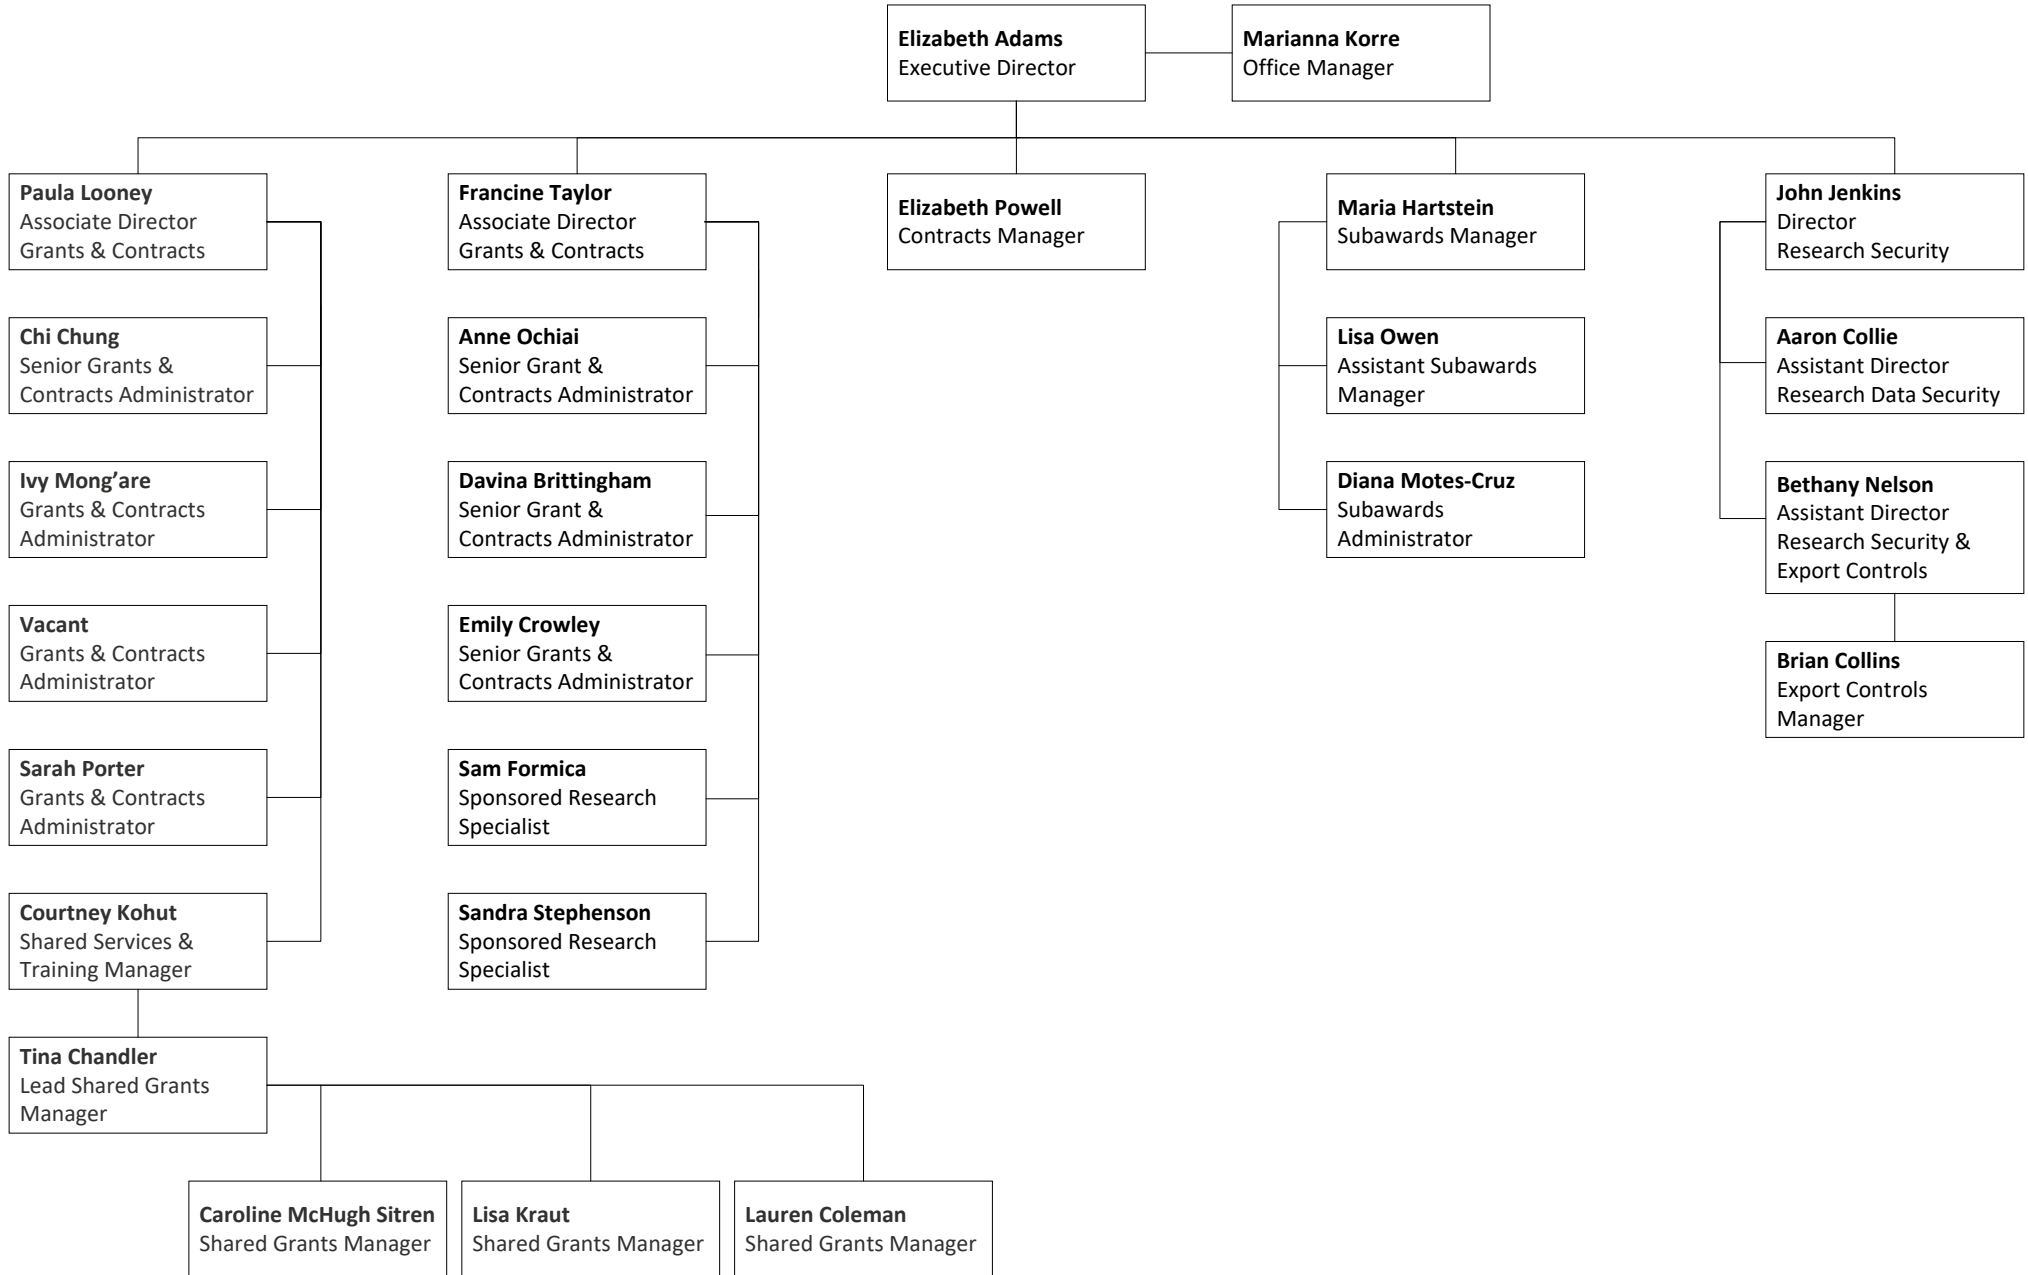 Elizabeth Adams
Executive Director
Marianna Korre
Office Manager
Paula Looney
Associate Director
Grants & Contracts
Francine Taylor
Associate Director
Grants & Contracts
Elizabeth Powell
Contracts Manager
Maria Hartstein
Subawards Manager
John Jenkins
Director
Research Security
Chi Chung
Senior Grants &
Contracts Administrator
Anne Ochiai
Senior Grant &
Contracts Administrator
Lisa Owen
Assistant Subawards
Manager
Aaron Collie
Assistant Director
Research Data Security
Ivy Mong’are
Grants & Contracts
Administrator
Davina Brittingham
Senior Grant &
Contracts Administrator
Diana Motes-Cruz
Subawards
Administrator
Bethany Nelson
Assistant Director
Research Security &
Export Controls
Vacant
Grants & Contracts
Administrator
Emily Crowley
Senior Grants &
Contracts Administrator
Brian Collins
Export Controls
Manager
Sarah Porter
Grants & Contracts
Administrator
Sam Formica
Sponsored Research
Specialist
Courtney Kohut
Shared Services &
Training Manager
Sandra Stephenson
Sponsored Research
Specialist
Tina Chandler
Lead Shared Grants
Manager
Caroline McHugh Sitren
Shared Grants Manager
Lisa Kraut
Shared Grants Manager
Lauren Coleman
Shared Grants Manager